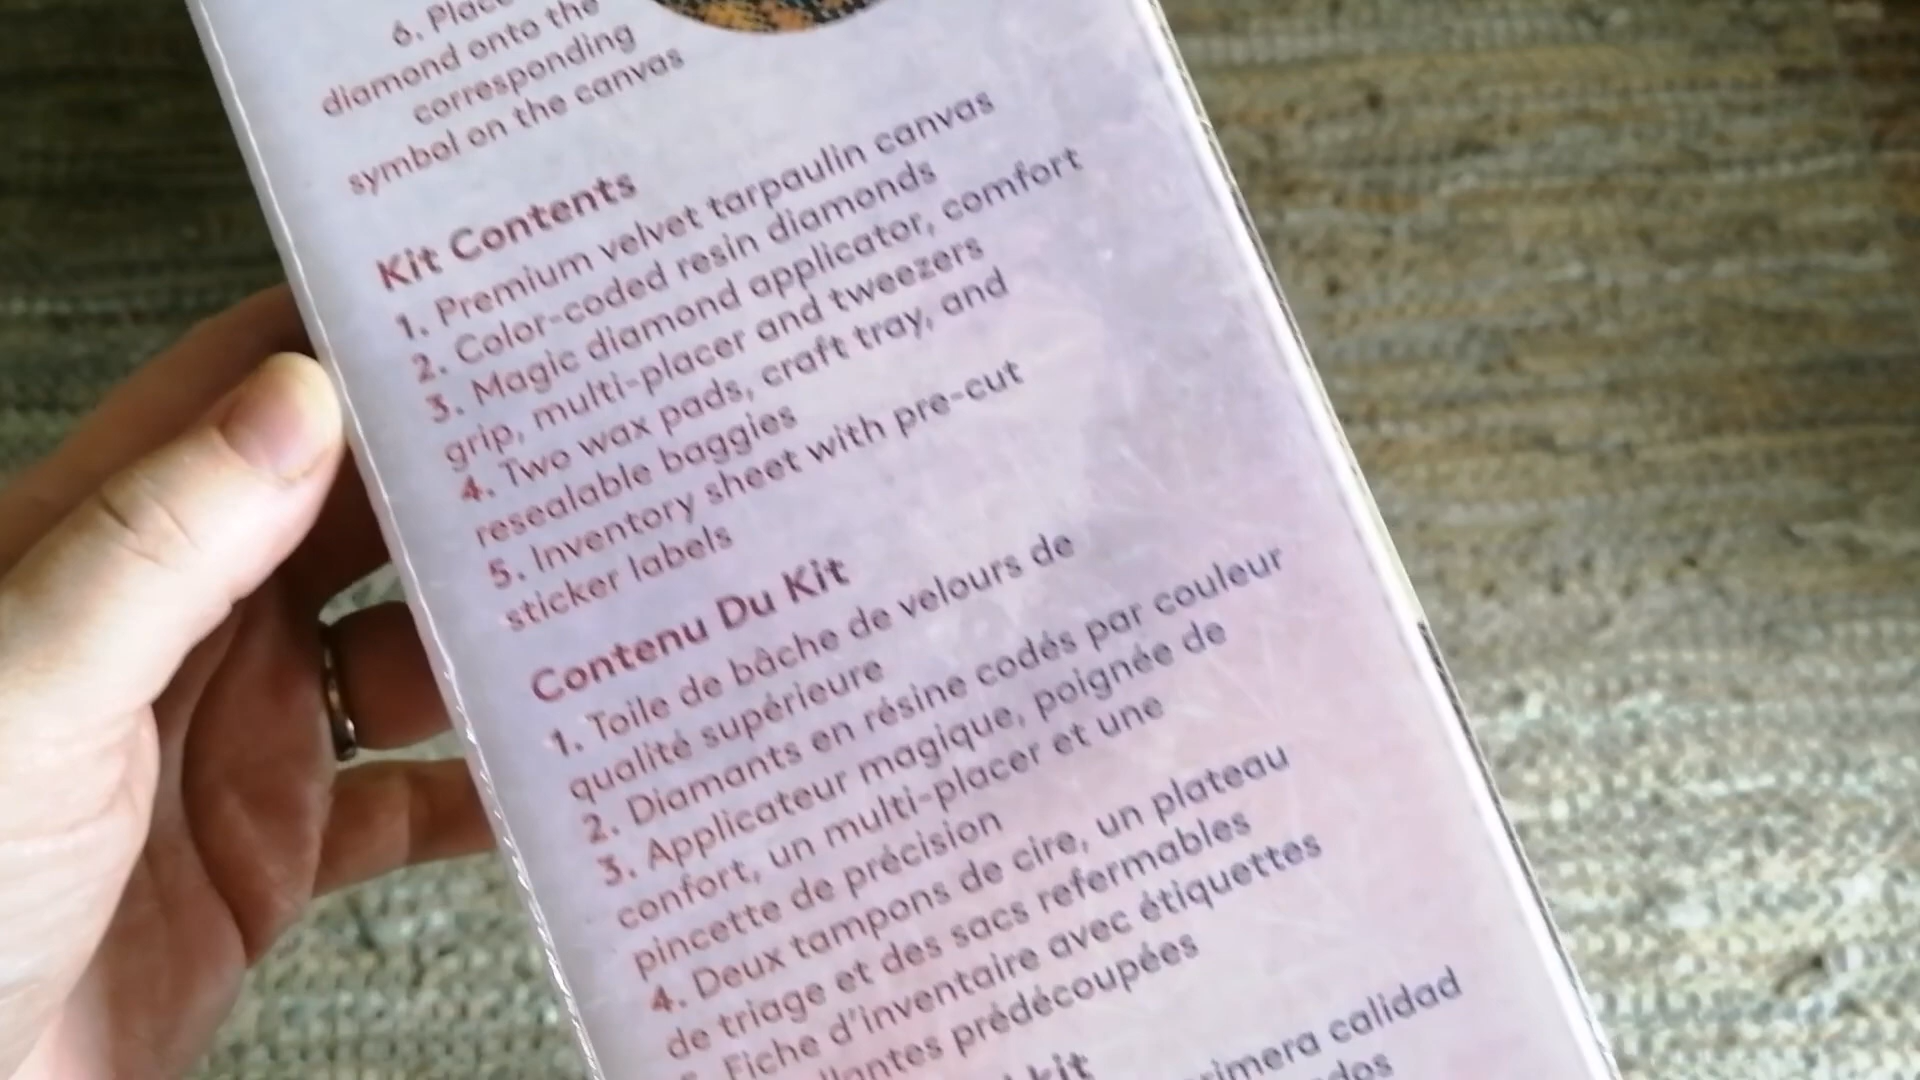 6. Place
diamond onto the
corresponding
symbol on the canvas
Kit Contents
1. Premium velvet tarpaulin canvas
2. Color-coded resin diamonds
3. Magic diamond applicator, comfort
grip, multi-placer and tweezers
4. Two wax pads, craft tray, and
resealable baggies
5. Inventory sheet with pre-cut
sticker labels
Contenu Du Kit
1. Toile de bâche de velours de
qualité supérieure
2. Diamants en résine codés par couleur
3. Applicateur magique, poignée de
confort, un multi-placer et une
pincette de précision
4. Deux tampons de cire, un plateau
de triage et des sacs refermables
Fiche d'inventaire avec étiquettes
prédécoupées
kit
calidad